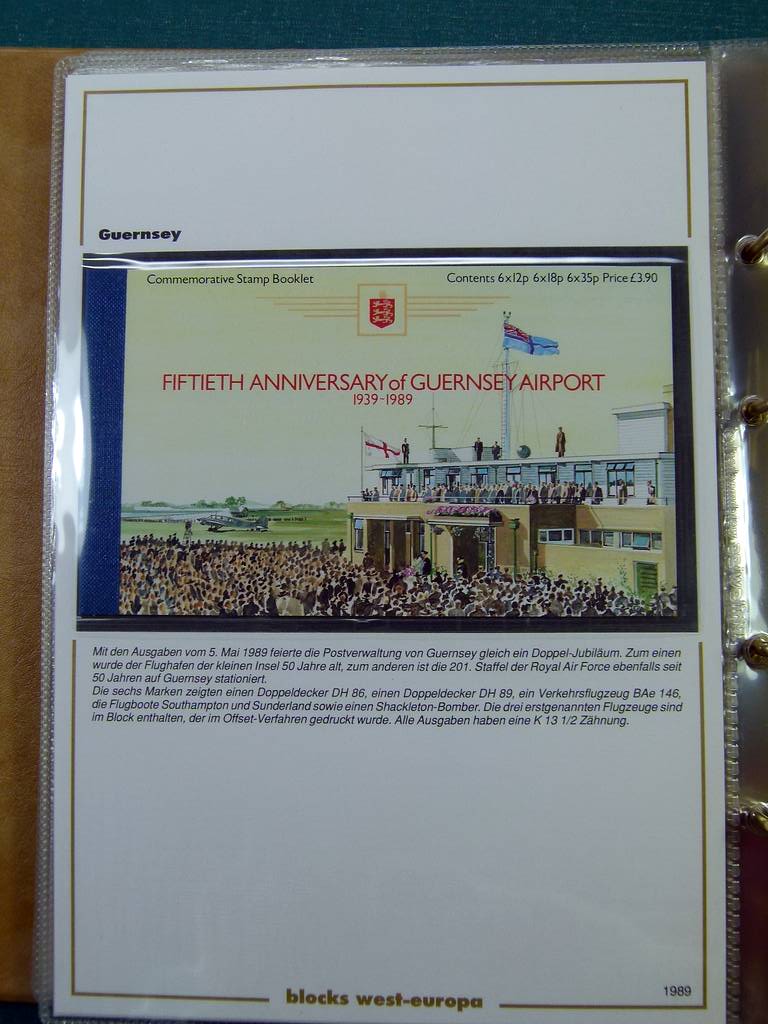 Guernsey
Commemorative Stamp Booklet
Contents 6x12p 6x18p 6x35p Price £3.90
FIFTIETH ANNIVERSARY of GUERNSEY AIRPORT
1939-1989
Mit den Ausgaben vom 5. Mai 1989 feierte die Postverwaltung von Guernsey gleich ein Doppel-Jubiläum. Zum einen
wurde der Flughafen der kleinen Insel 50 Jahre alt, zum anderen ist die 201. Staffel der Royal Air Force ebenfalls seit
50 Jahren auf Guernsey stationiert.
Die sechs Marken zeigten einen Doppeldecker DH 86, einen Doppeldecker DH 89, ein Verkehrsflugzeug BAe 146,
die Flugboote Southampton und Sunderland sowie einen Shackleton-Bomber. Die drei erstgenannten Flugzeuge sind
im Block enthalten, der im Offset-Verfahren gedruckt wurde. Alle Ausgaben haben eine K 13 1/2 Zähnung.
blocks west-europa
1989